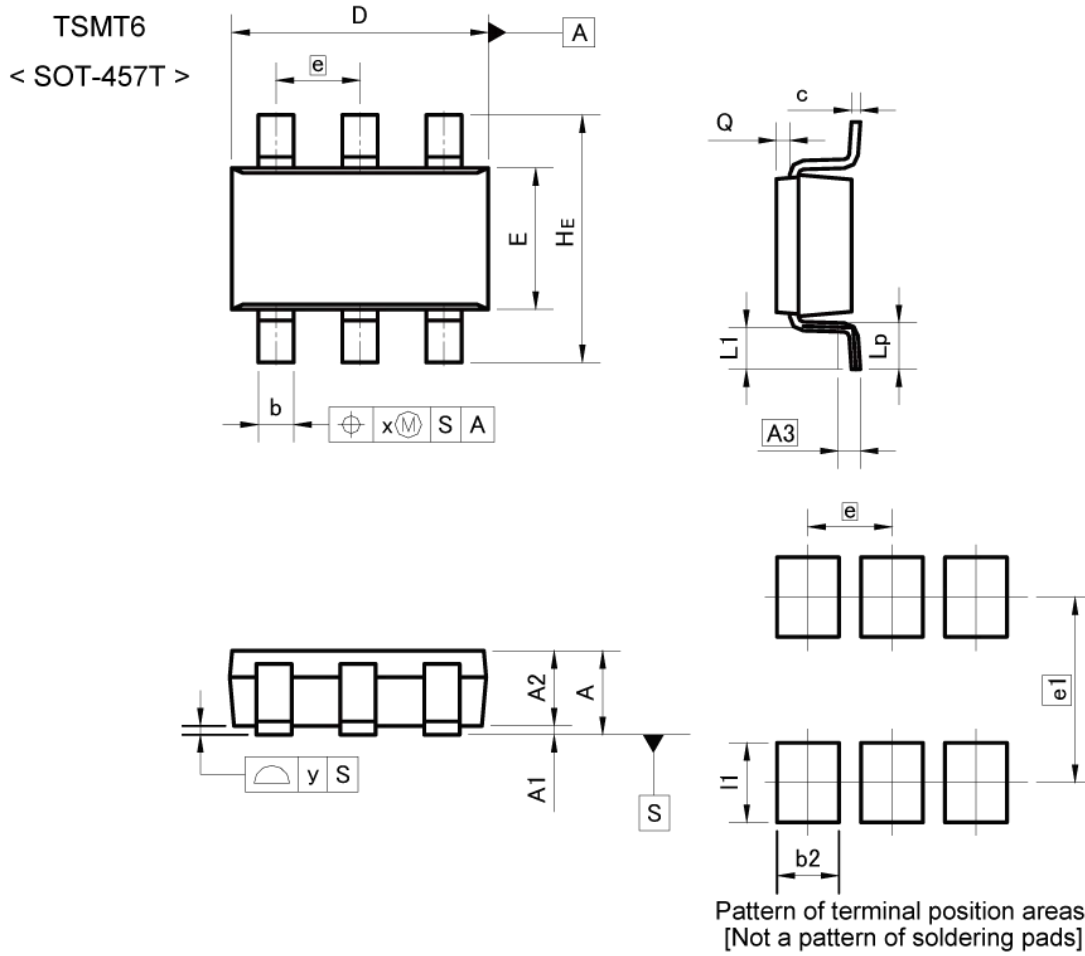 TSMT6
< SOT-457T >
D
A
e
E
HE
b
x Ⓜ S A
c
Q
L1
Lp
A3
A2
A
A1
y S
S
e
e1
l1
b2
Pattern of terminal position areas
[Not a pattern of soldering pads]